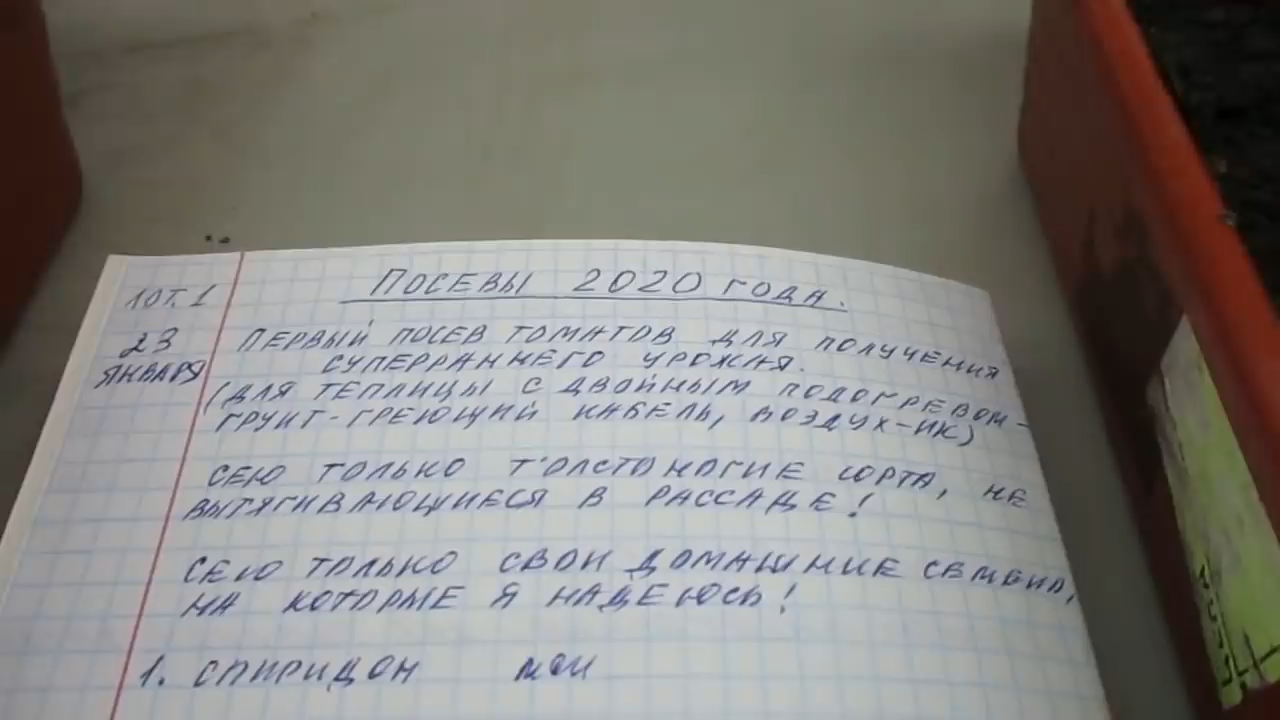 ПОСЕВЫ 2020 ГОДА.
ЛОТ.1
23
ЯНВАРЯ
ПЕРВЫЙ ПОСЕВ ТОМАТОВ ДЛЯ ПОЛУЧЕНИЯ
СУПЕРРАННЕГО УРОЖАЯ.
(ДЛЯ ТЕПЛИЦЫ С ДВОЙНЫМ ПОДОГРЕВОМ-
ГРУНТ-ГРЕЮЩИЙ КАБЕЛЬ, ВОЗДУХ-ИК)
СЕЮ ТОЛЬКО ТОЛСТОНОГИЕ СОРТА, НЕ
ВЫТЯГИВАЮЩИЕСЯ В РАССАДЕ!
СЕЮ ТОЛЬКО СВОИ ДОМАШНИЕ СЕМЕНА,
НА КОТОРЫЕ Я НАДЕЮСЬ!
1. СПИРИДОН МОИ